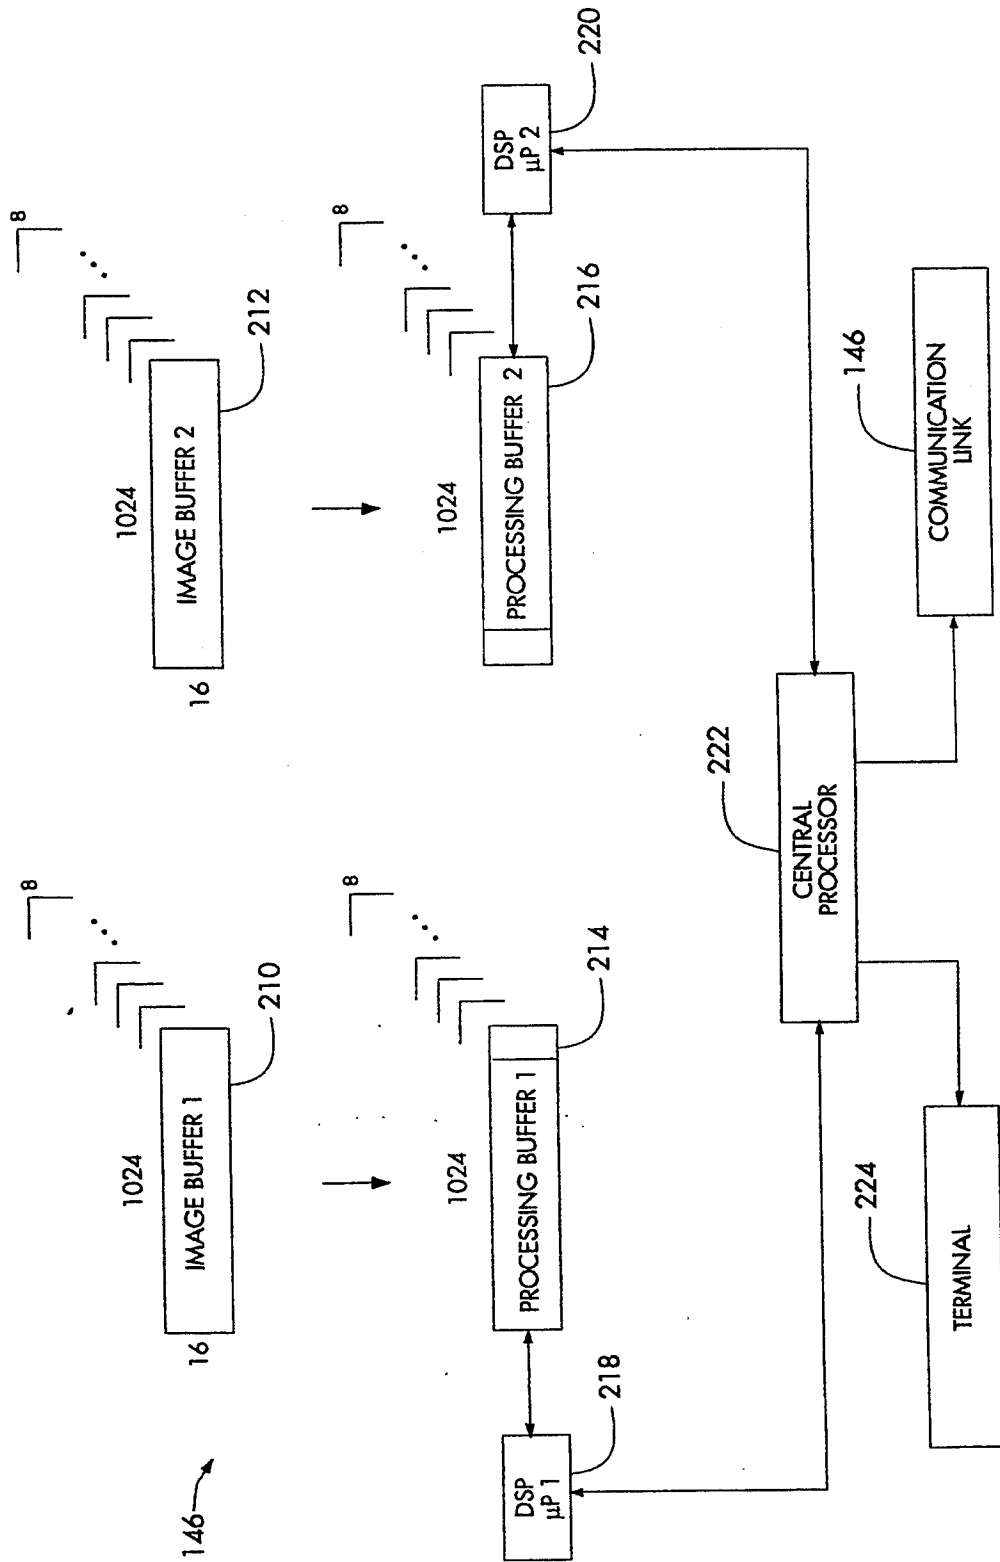 146
8
8
1024
1024
IMAGE BUFFER 1
IMAGE BUFFER 2
210
212
16
16
8
8
1024
1024
PROCESSING BUFFER 1
PROCESSING BUFFER 2
214
216
DSP
µP 1
218
DSP
µP 2
220
222
CENTRAL
PROCESSOR
224
TERMINAL
146
COMMUNICATION
LINK